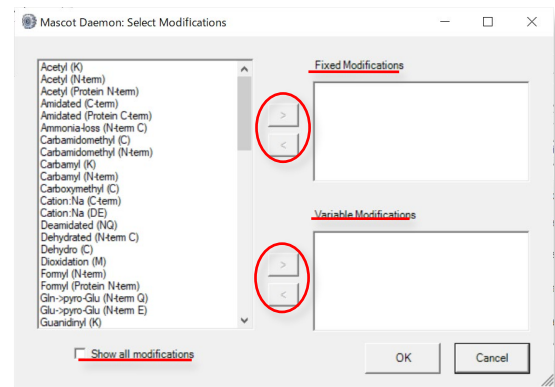 Mascot Daemon: Select Modifications
Fixed Modifications
Acetyl (K)
Acetyl (N-term)
Acetyl (Protein N-term)
Amidated (C-term)
Amidated (Protein C-term)
Ammonia-loss (N-term C)
Carbamidomethyl (C)
Carbamidomethyl (N-term)
Carbamyl (K)
Carbamyl (N-term)
Carboxymethyl (C)
Cation:Na (C-term)
Cation:Na (DE)
Deamidated (NQ)
Dehydrated (N-term C)
Dehydro (C)
Dioxidation (M)
Formyl (N-term)
Formyl (Protein N-term)
Gln->pyro-Glu (N-term Q)
Glu->pyro-Glu (N-term E)
Guanidinyl (K)
>
<
Variable Modifications
>
<
Show all modifications
OK
Cancel